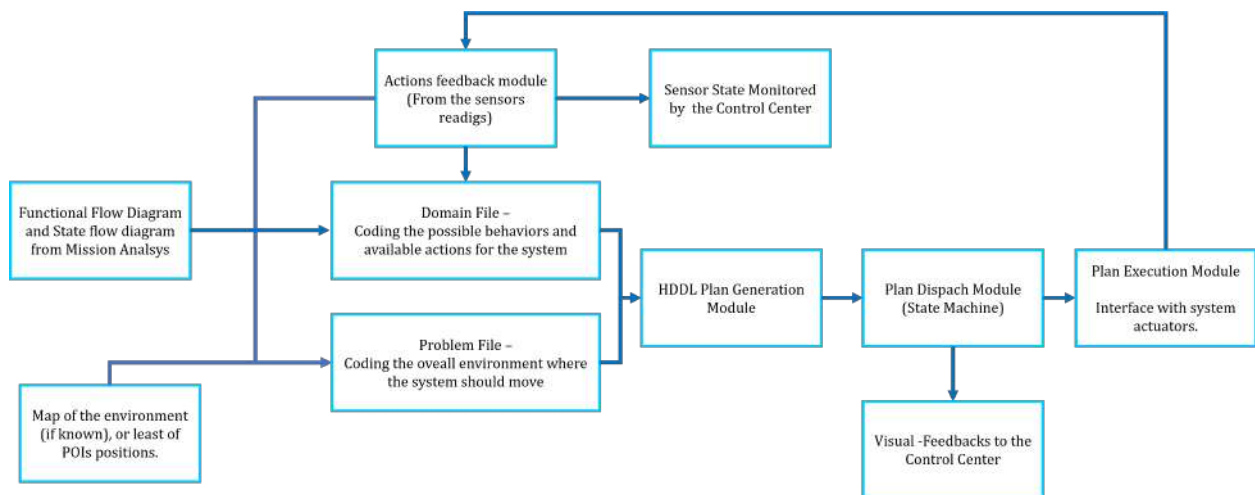 Actions feedback module
(From the sensors
readigs)
Sensor State Monitored
by the Control Center
Functional Flow Diagram
and State flow diagram
from Mission Analsys
Domain File –
Coding the possible behaviors and
available actions for the system
HDDL Plan Generation
Module
Plan Dispach Module
(State Machine)
Plan Execution Module
Interface with system
actuators.
Problem File –
Coding the oveall environment where
the system should move
Map of the environment
(if known), or least of
POIs positions.
Visual -Feedbacks to the
Control Center